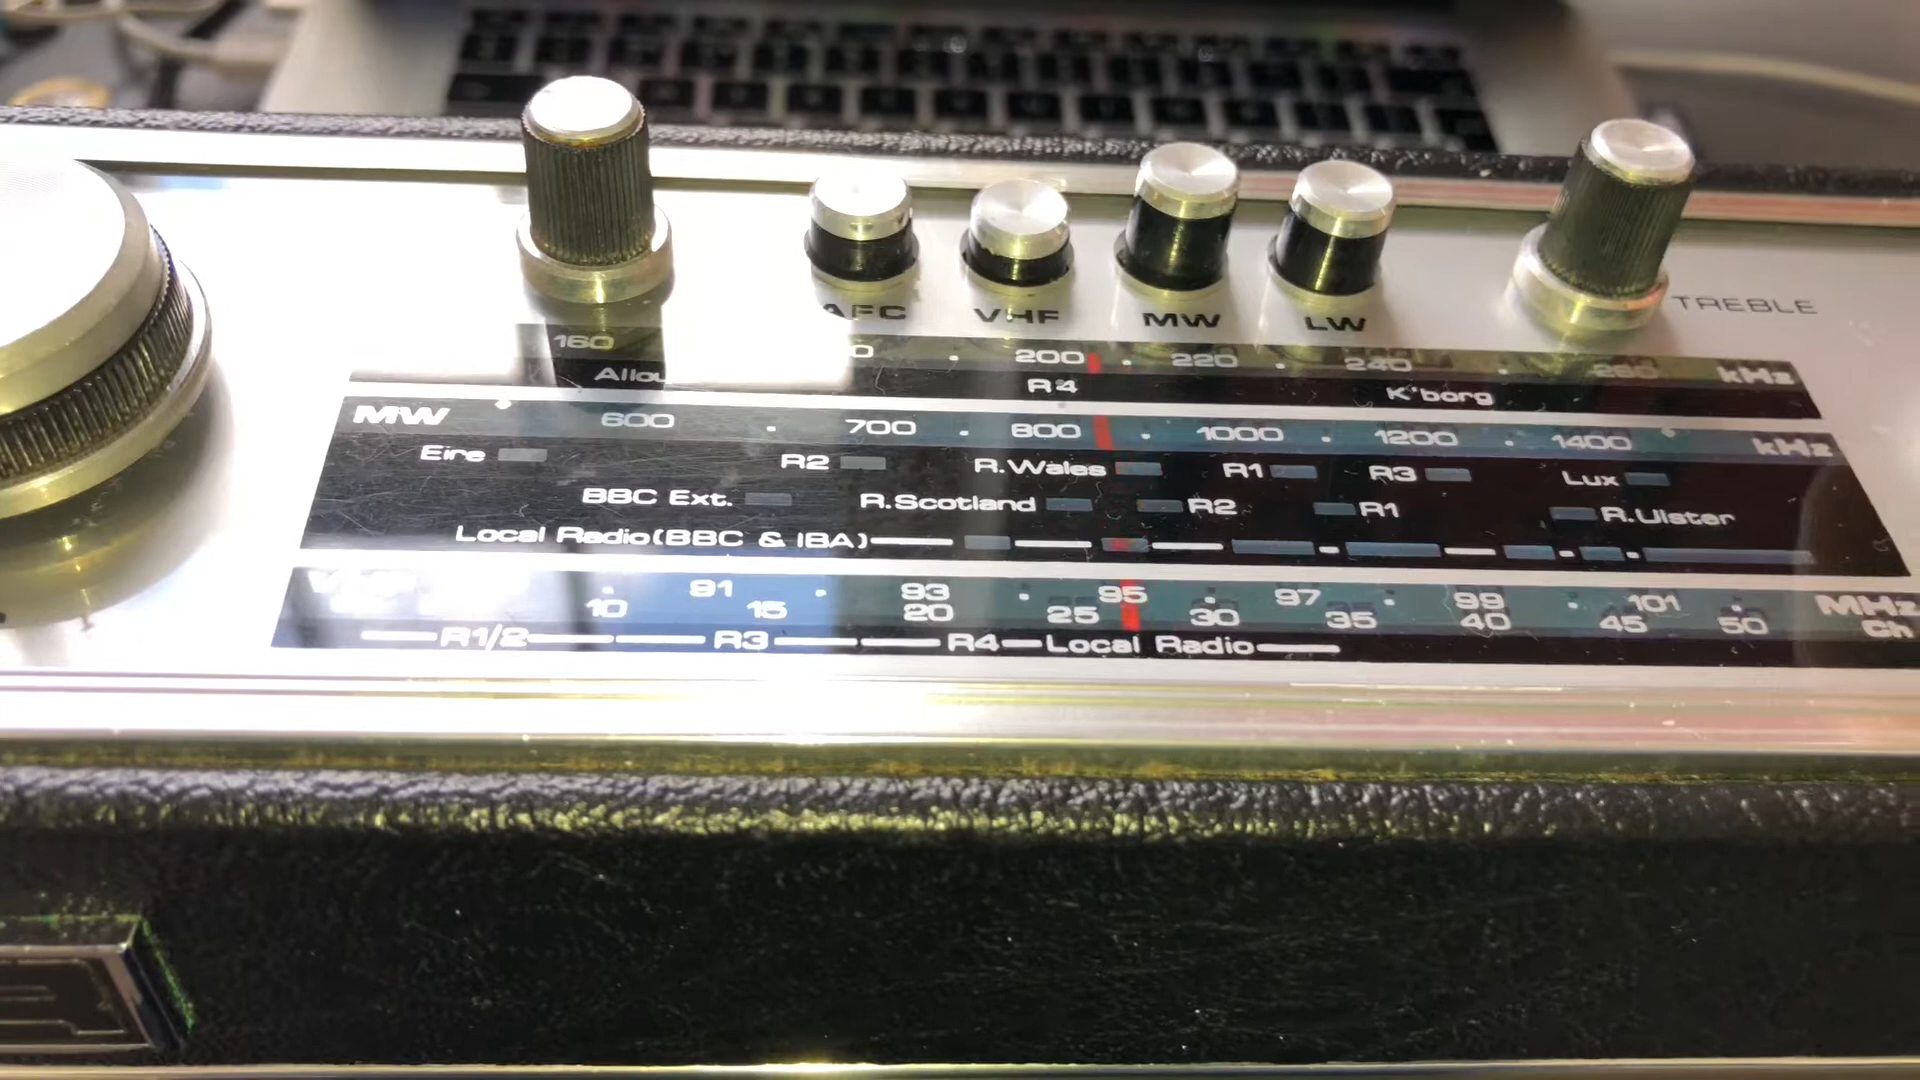 AFC VHF MW LW TREBLE
160 200 220 240 260 kHz
R4 K'borg
MW 600 700 800 1000 1200 1400 kHz
Eire R2 R.Wales R1 R3 Lux
BBC Ext. R.Scotland R2 R1 R.Ulster
Local Radio(BBC & IBA)
VHF 91 93 95 97 99 101 MHz
10 15 20 25 30 35 40 45 50 Ch
R1/2 R3 R4 Local Radio